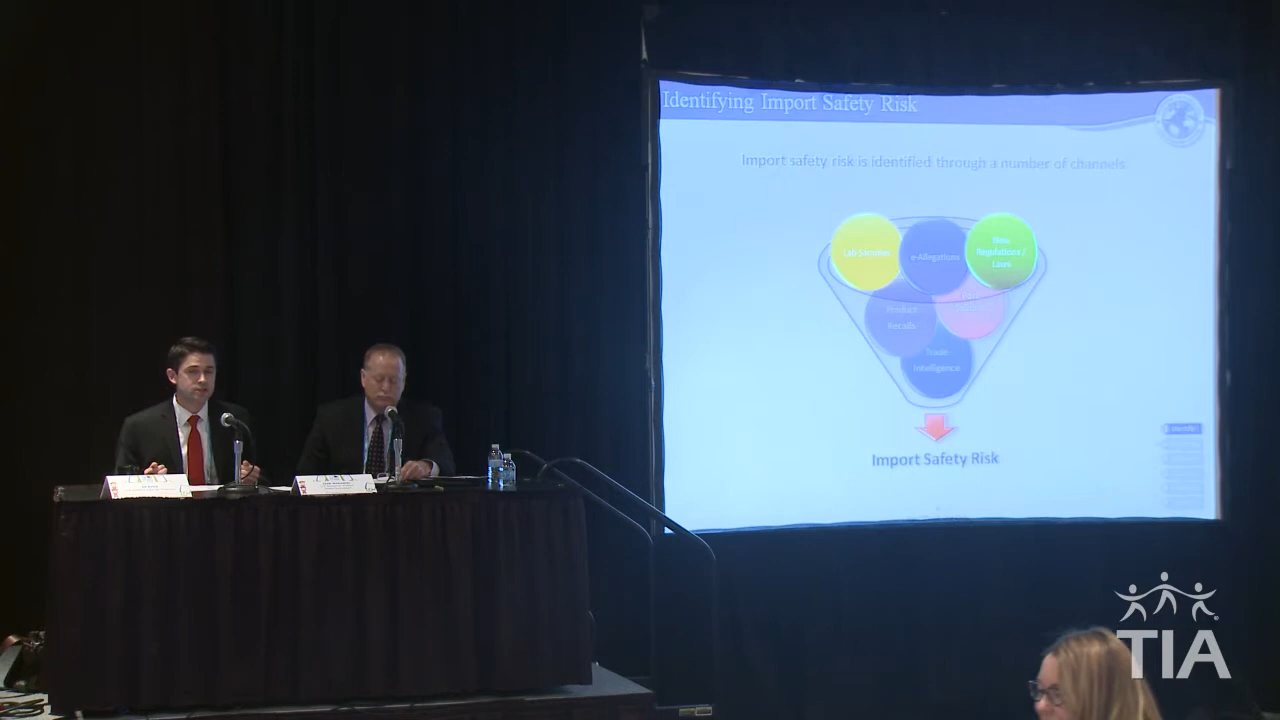 Identifying Import Safety Risk
Import safety risk is identified through a number of channels
Lab Samples
e-Allegations
New
Regulations /
Laws
Product
Recalls
Trade
Intelligence
Import Safety Risk
Identify
TIA